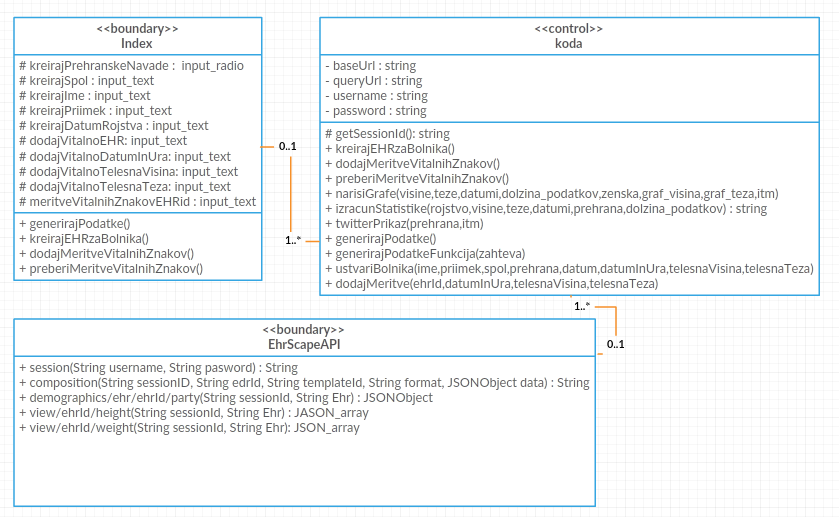 <<boundary>>
Index
# kreirajPrehranskeNavade : input_radio
# kreirajSpol : input_text
# kreirajIme : input_text
# kreirajPriimek : input_text
# kreirajDatumRojstva : input_text
# dodajVitalnoEHR: input_text
# dodajVitalnoDatumInUra: input_text
# dodajVitalnoTelesnaVisina: input_text
# dodajVitalnoTelesnaTeza: input_text
# meritveVitalnihZnakovEHRid : input_text
+ generirajPodatke()
+ kreirajEHRzaBolnika()
+ dodajMeritveVitalnihZnakov()
+ preberiMeritveVitalnihZnakov()
0..1
1..*
<<control>>
koda
- baseUrl : string
- queryUrl : string
- username : string
- password : string
# getSessionId(): string
+ kreirajEHRzaBolnika()
+ dodajMeritveVitalnihZnakov()
+ preberiMeritveVitalnihZnakov()
+ narisiGrafe(visine,teze,datumi,dolzina_podatkov,zenska,graf_visina,graf_teza,itm)
+ izracunStatistike(rojstvo,visine,teze,datumi,prehrana,dolzina_podatkov) : string
+ twitterPrikaz(prehrana,itm)
+ generirajPodatke()
+ generirajPodatkeFunkcija(zahteva)
+ ustvariBolnika(ime,priimek,spol,prehrana,datum,datumInUra,telesnaVisina,telesnaTeza)
+ dodajMeritve(ehrId,datumInUra,telesnaVisina,telesnaTeza)
1..*
0..1
<<boundary>>
EhrScapeAPI
+ session(String username, String pasword) : String
+ composition(String sessionID, String edrId, String templateId, String format, JSONObject data) : String
+ demographics/ehr/ehrId/party(String sessionId, String Ehr) : JSONObject
+ view/ehrId/height(String sessionId, String Ehr) : JASON_array
+ view/ehrId/weight(String sessionId, String Ehr): JSON_array